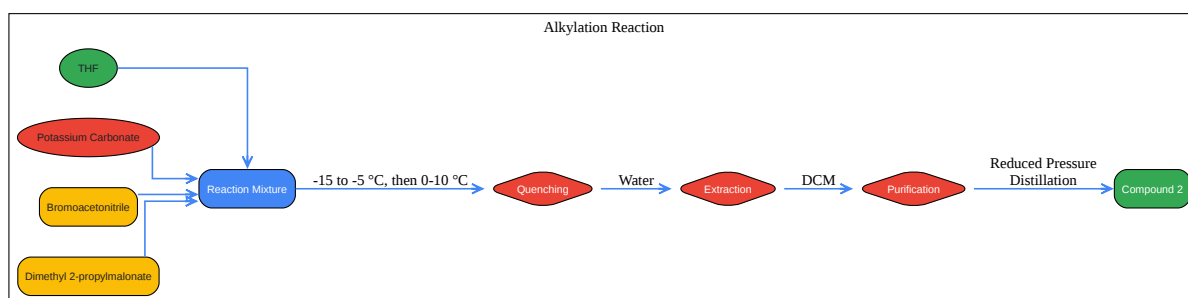 Alkylation Reaction
THF
Potassium Carbonate
Bromoacetonitrile
Dimethyl 2-propylmalonate
Reaction Mixture
-15 to -5 °C, then 0-10 °C
Quenching
Water
Extraction
DCM
Purification
Reduced Pressure
Distillation
Compound 2